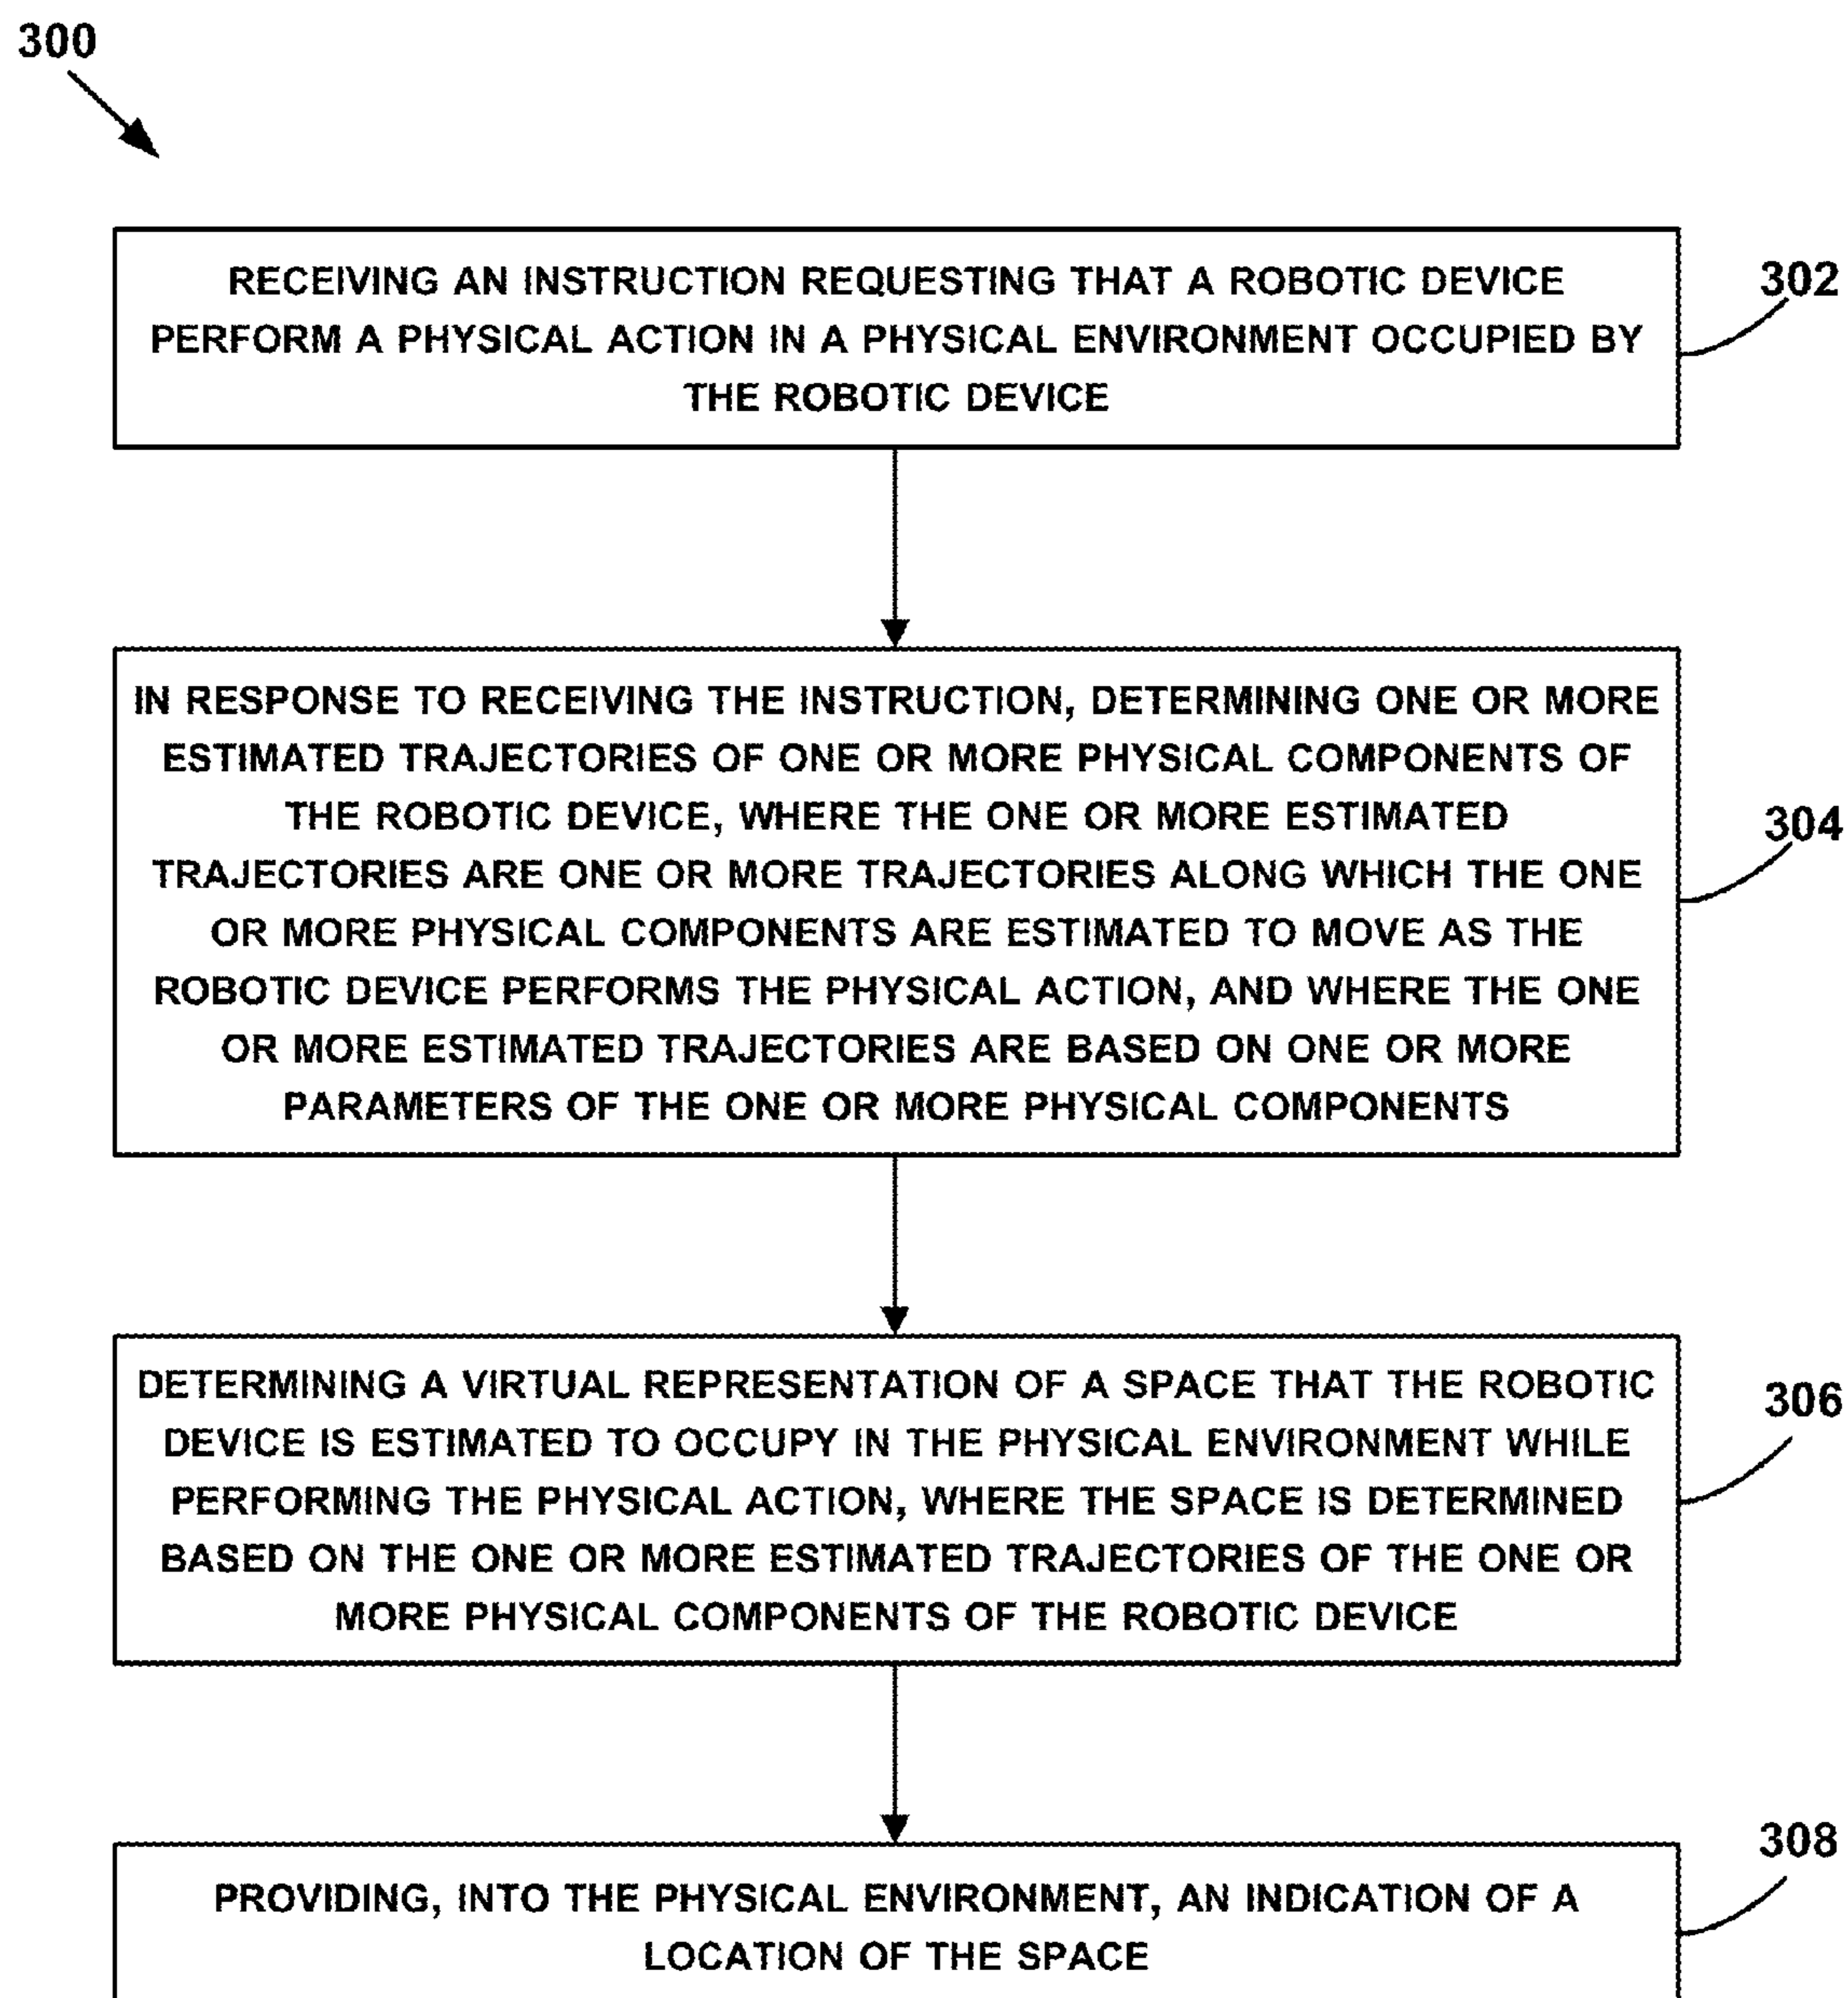 300
RECEIVING AN INSTRUCTION REQUESTING THAT A ROBOTIC DEVICE
PERFORM A PHYSICAL ACTION IN A PHYSICAL ENVIRONMENT OCCUPIED BY
THE ROBOTIC DEVICE
302
IN RESPONSE TO RECEIVING THE INSTRUCTION, DETERMINING ONE OR MORE
ESTIMATED TRAJECTORIES OF ONE OR MORE PHYSICAL COMPONENTS OF
THE ROBOTIC DEVICE, WHERE THE ONE OR MORE ESTIMATED
TRAJECTORIES ARE ONE OR MORE TRAJECTORIES ALONG WHICH THE ONE
OR MORE PHYSICAL COMPONENTS ARE ESTIMATED TO MOVE AS THE
ROBOTIC DEVICE PERFORMS THE PHYSICAL ACTION, AND WHERE THE ONE
OR MORE ESTIMATED TRAJECTORIES ARE BASED ON ONE OR MORE
PARAMETERS OF THE ONE OR MORE PHYSICAL COMPONENTS
304
DETERMINING A VIRTUAL REPRESENTATION OF A SPACE THAT THE ROBOTIC
DEVICE IS ESTIMATED TO OCCUPY IN THE PHYSICAL ENVIRONMENT WHILE
PERFORMING THE PHYSICAL ACTION, WHERE THE SPACE IS DETERMINED
BASED ON THE ONE OR MORE ESTIMATED TRAJECTORIES OF THE ONE OR
MORE PHYSICAL COMPONENTS OF THE ROBOTIC DEVICE
306
PROVIDING, INTO THE PHYSICAL ENVIRONMENT, AN INDICATION OF A
LOCATION OF THE SPACE
308